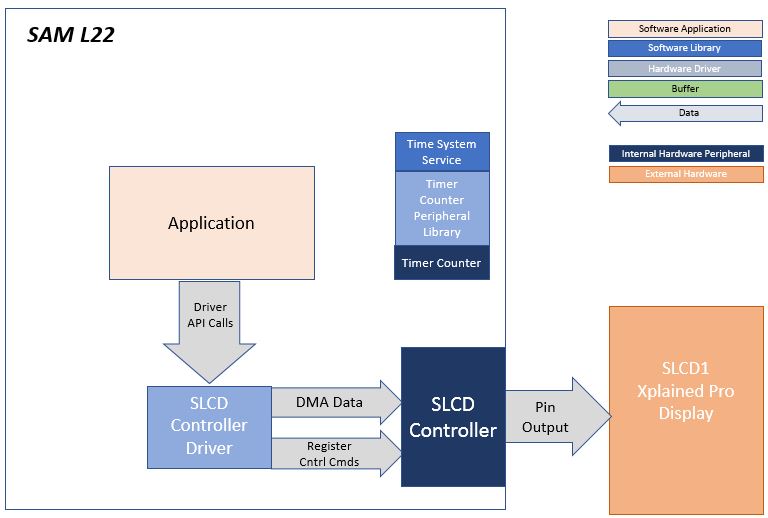 SAM L22
Software Application
Software Library
Hardware Driver
Buffer
Data
Internal Hardware Peripheral
External Hardware
Time System
Service
Timer
Counter
Peripheral
Library
Timer Counter
Application
Driver
API Calls
SLCD
Controller
Driver
DMA Data
Register
Cntrl Cmds
SLCD
Controller
Pin
Output
SLCD1
Xplained Pro
Display